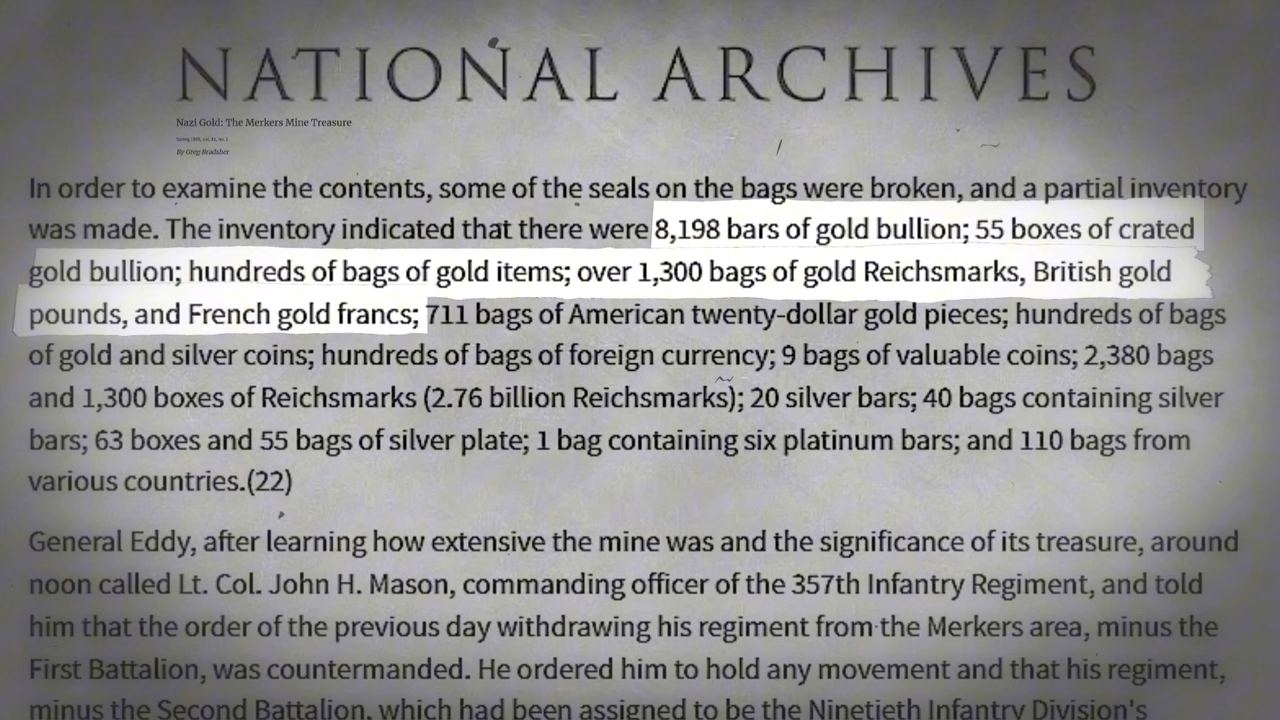 NATIONAL ARCHIVES
Nazi Gold: The Merkers Mine Treasure
Spring 1999, vol. 31, no. 1
By Greg Bradsher
In order to examine the contents, some of the seals on the bags were broken, and a partial inventory
was made. The inventory indicated that there were 8,198 bars of gold bullion; 55 boxes of crated
gold bullion; hundreds of bags of gold items; over 1,300 bags of gold Reichsmarks, British gold
pounds, and French gold francs; 711 bags of American twenty-dollar gold pieces; hundreds of bags
of gold and silver coins; hundreds of bags of foreign currency; 9 bags of valuable coins; 2,380 bags
and 1,300 boxes of Reichsmarks (2.76 billion Reichsmarks); 20 silver bars; 40 bags containing silver
bars; 63 boxes and 55 bags of silver plate; 1 bag containing six platinum bars; and 110 bags from
various countries.(22)
General Eddy, after learning how extensive the mine was and the significance of its treasure, around
noon called Lt. Col. John H. Mason, commanding officer of the 357th Infantry Regiment, and told
him that the order of the previous day withdrawing his regiment from the Merkers area, minus the
First Battalion, was countermanded. He ordered him to hold any movement and that his regiment,
minus the Second Battalion, which had been assigned to be the Ninetieth Infantry Division's